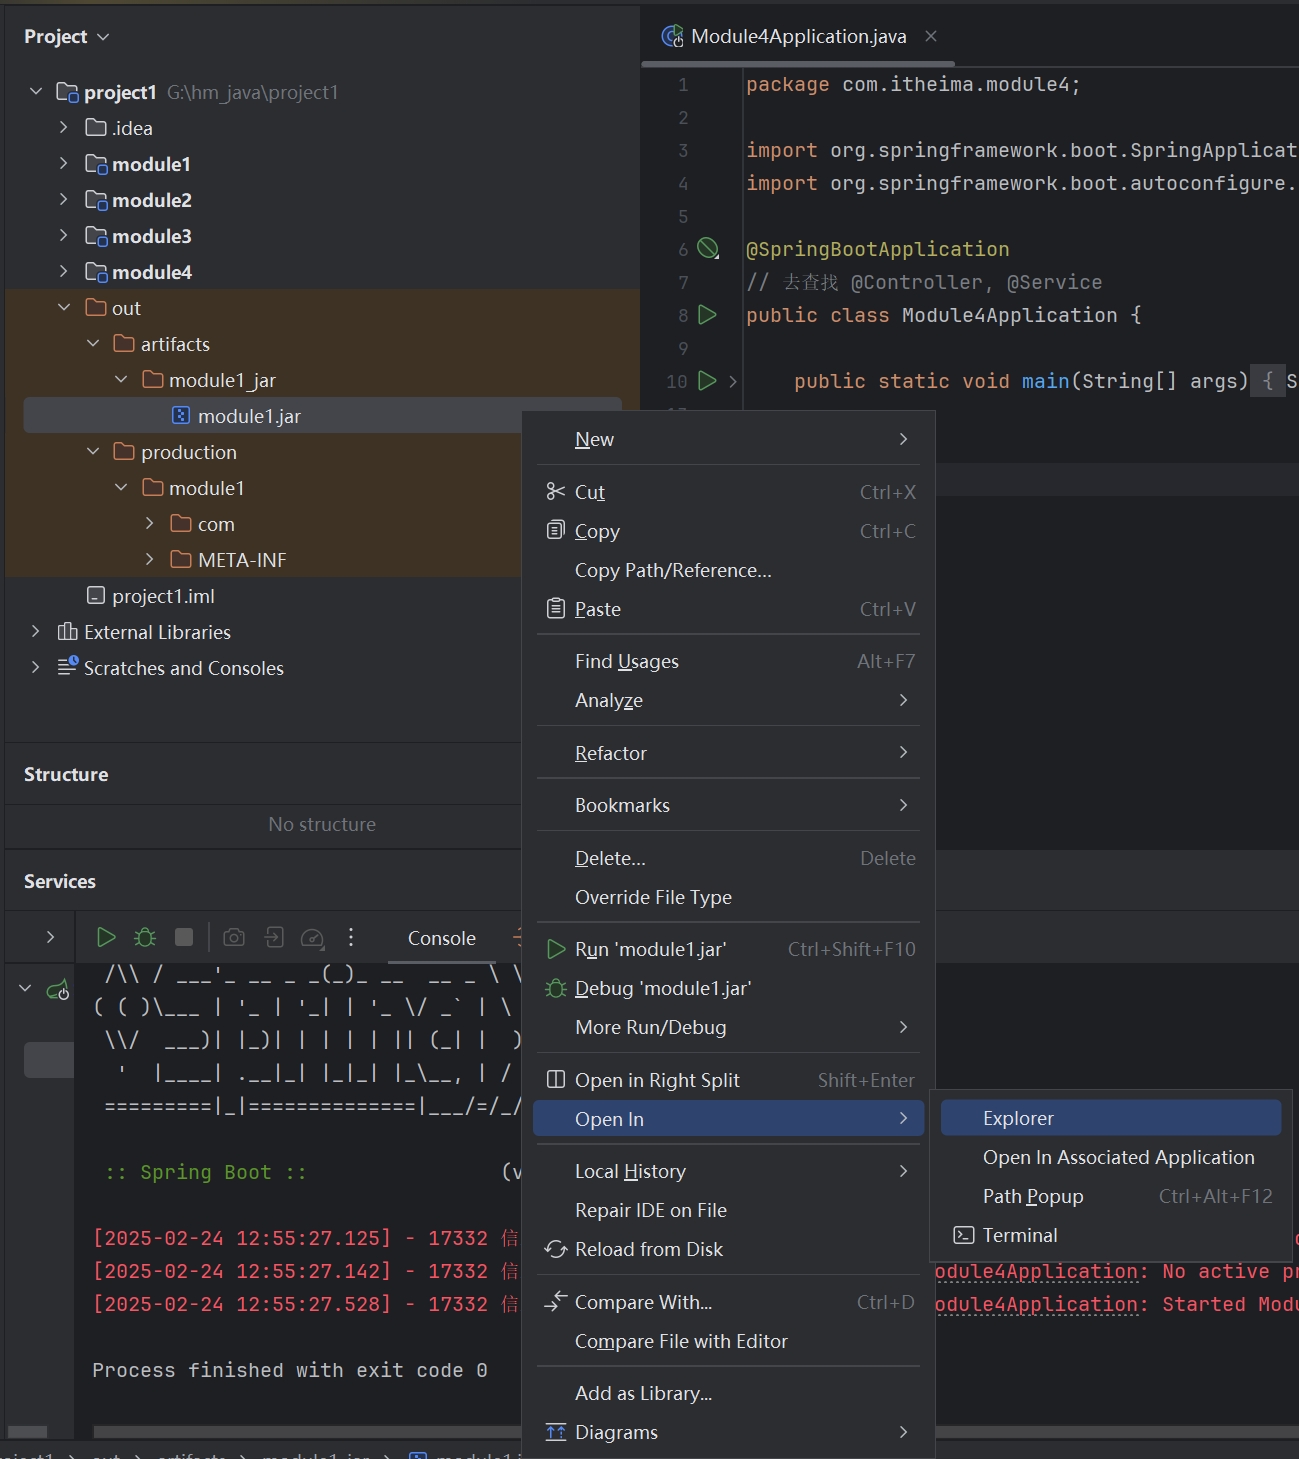 Project
project1 G:\hm_java\project1
.idea
module1
module2
module3
module4
out
artifacts
module1_jar
module1.jar
production
module1
com
META-INF
project1.iml
External Libraries
Scratches and Consoles
Structure
No structure
Services
Console
/\\ / ___'_ __ _ _(_)_ __  __ _ \ \
( ( )\___ | '_ | '_| | '_ \/ _` | \
\\/  ___)| |_)| | | | | || (_| |  )
'  |____| .__|_| |_|_| |_\__, | /
=========|_|==============|___/=/_/
:: Spring Boot :: (v
[2025-02-24 12:55:27.125] - 17332 信
[2025-02-24 12:55:27.142] - 17332 信
odule4Application: No active pr
[2025-02-24 12:55:27.528] - 17332 信
odule4Application: Started Modu
Process finished with exit code 0
Module4Application.java
1 package com.itheima.module4;
2
3 import org.springframework.boot.SpringApplicat
4 import org.springframework.boot.autoconfigure.
5
6 @SpringBootApplication
7 // 去查找 @Controller, @Service
8 public class Module4Application {
9
10 public static void main(String[] args) { S
New
Cut Ctrl+X
Copy Ctrl+C
Copy Path/Reference...
Paste Ctrl+V
Find Usages Alt+F7
Analyze
Refactor
Bookmarks
Delete... Delete
Override File Type
Run 'module1.jar' Ctrl+Shift+F10
Debug 'module1.jar'
More Run/Debug
Open in Right Split Shift+Enter
Open In
Local History
Repair IDE on File
Reload from Disk
Compare With... Ctrl+D
Compare File with Editor
Add as Library...
Diagrams
Explorer
Open In Associated Application
Path Popup Ctrl+Alt+F12
Terminal